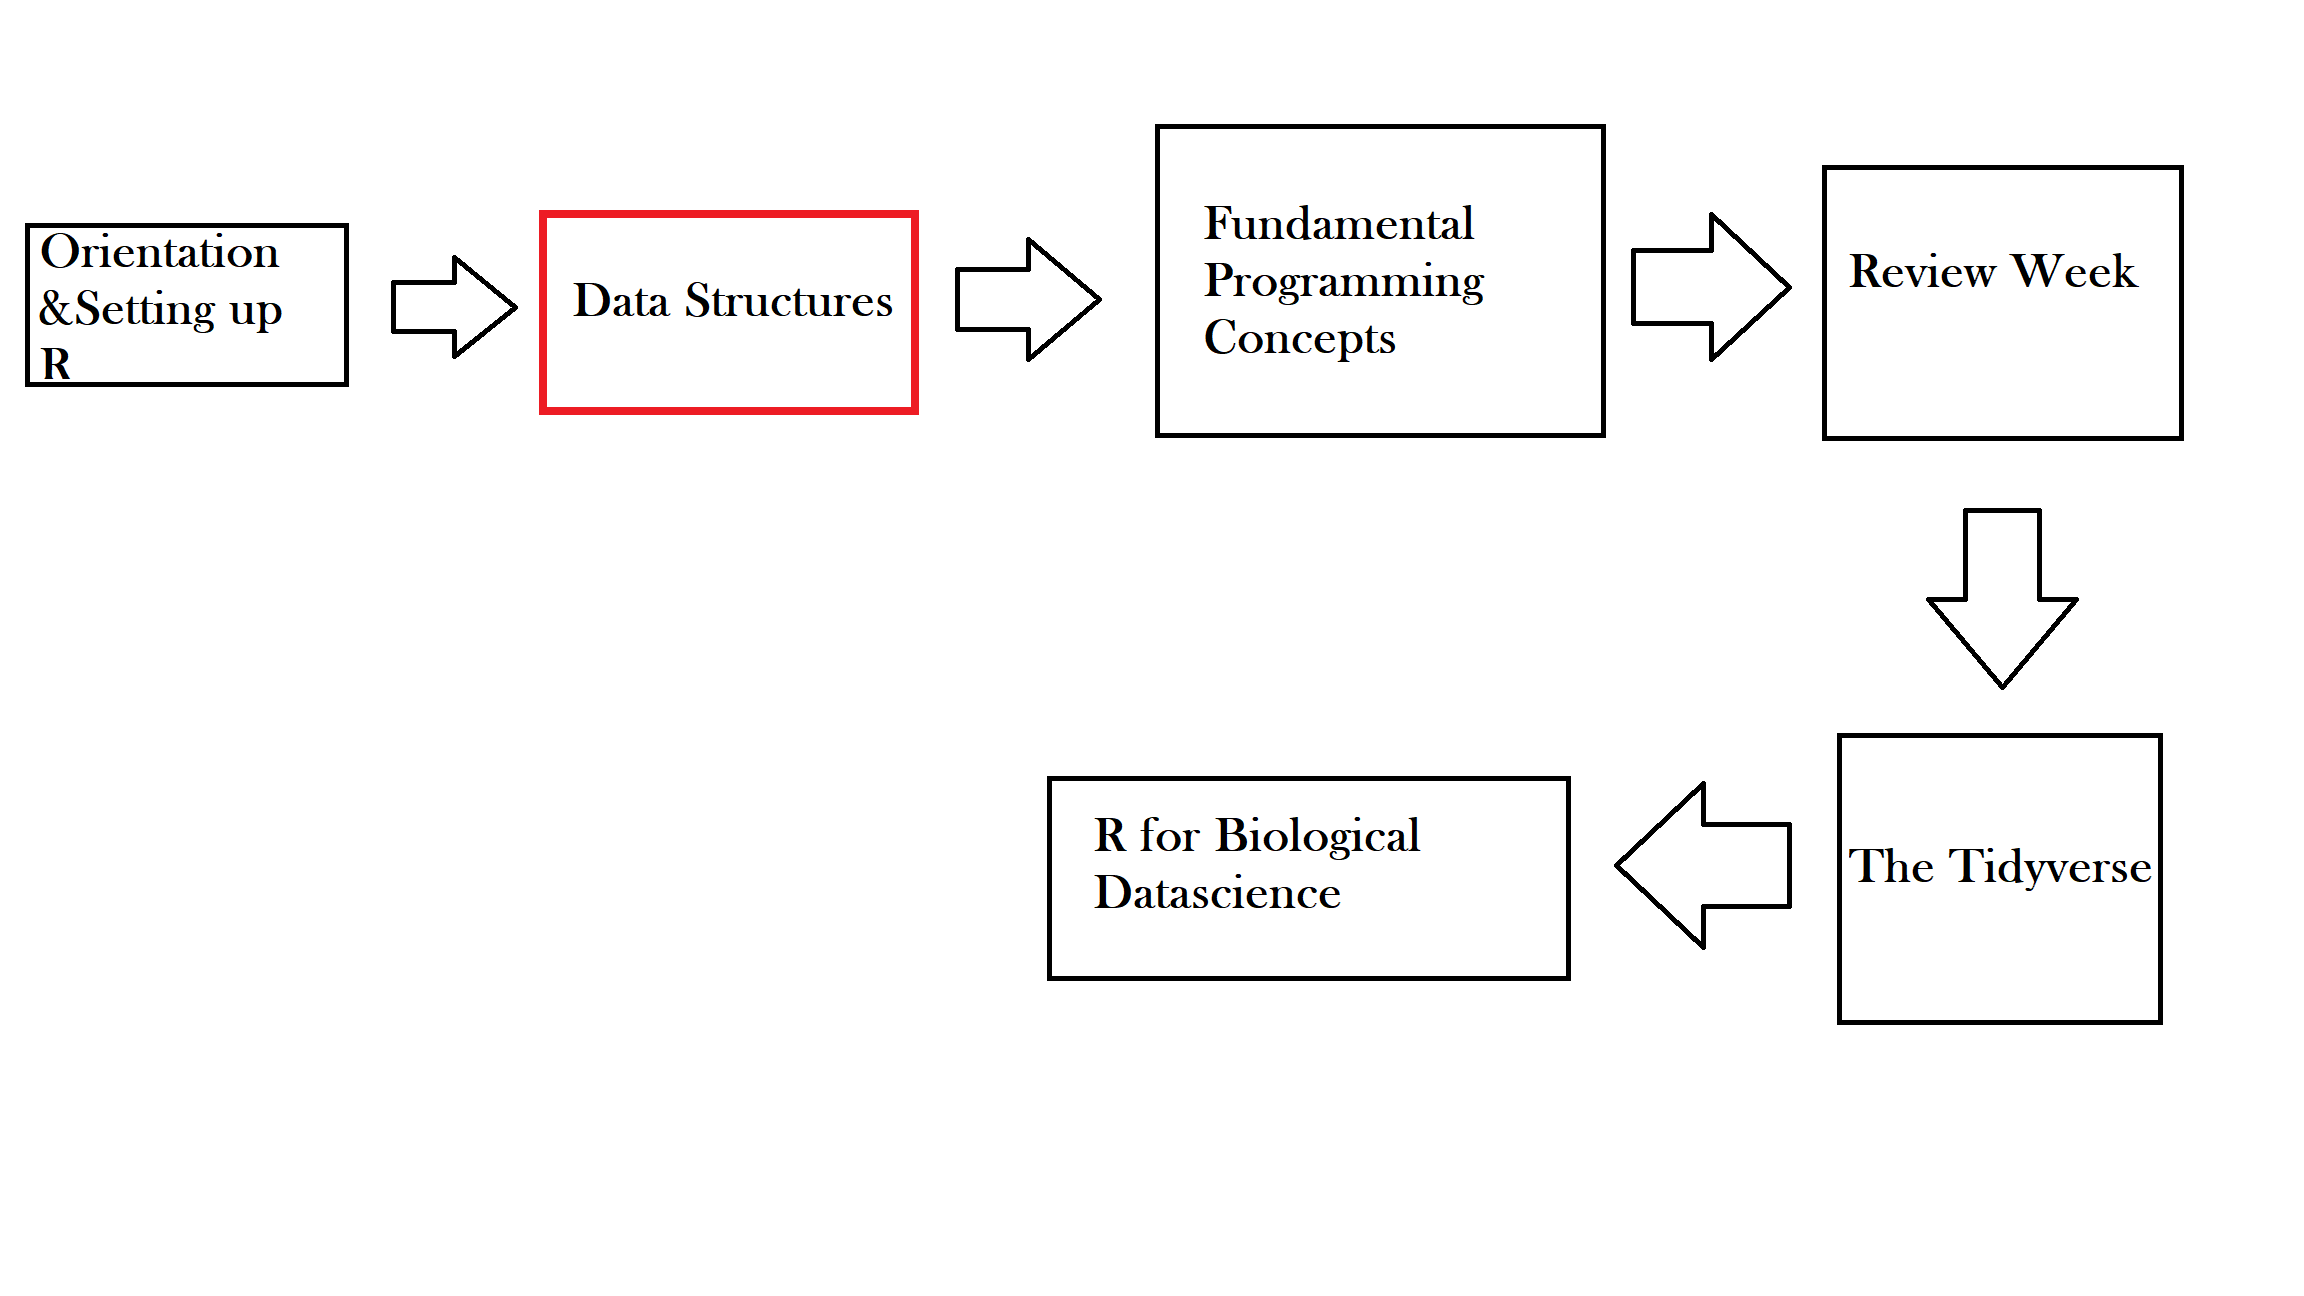 Orientation
&Setting up
R
Data Structures
Fundamental
Programming
Concepts
Review Week
The Tidyverse
R for Biological
Datascience